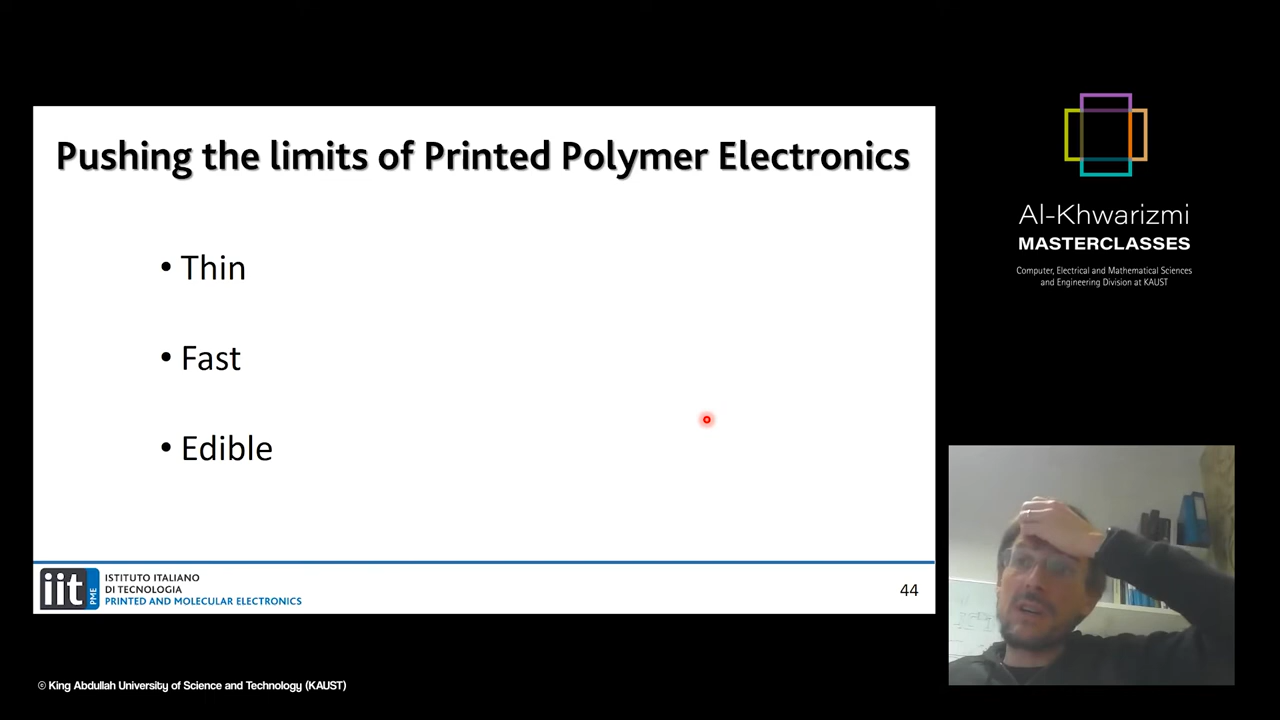 Pushing the limits of Printed Polymer Electronics
• Thin
• Fast
• Edible
iit
PME
ISTITUTO ITALIANO
DI TECNOLOGIA
PRINTED AND MOLECULAR ELECTRONICS
44
Al-Khwarizmi
MASTERCLASSES
Computer, Electrical and Mathematical Sciences
and Engineering Division at KAUST
© King Abdullah University of Science and Technology (KAUST)